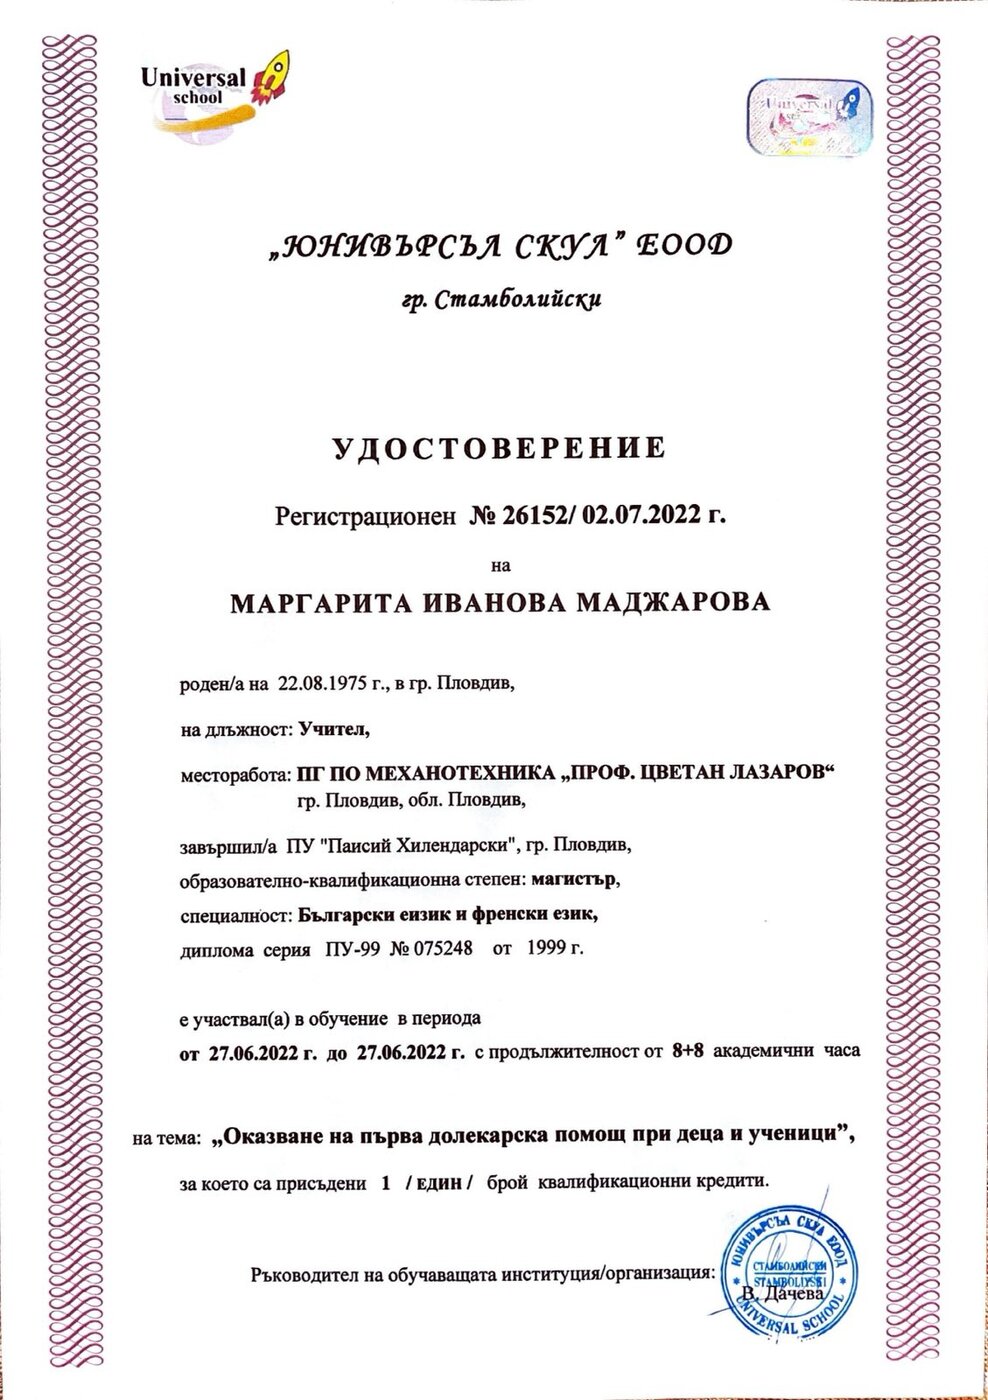 Universal
school
Universal
„ЮНИВЪРСЪЛ СКУЛ” ЕООД
гр. Стамболийски
УДОСТОВЕРЕНИЕ
Регистрационен № 26152/ 02.07.2022 г.
на
МАРГАРИТА ИВАНОВА МАДЖАРОВА
роден/а на 22.08.1975 г., в гр. Пловдив,
на длъжност: Учител,
месторабота: ПГ ПО МЕХАНОТЕХНИКА „ПРОФ. ЦВЕТАН ЛАЗАРОВ“
гр. Пловдив, обл. Пловдив,
завършил/а ПУ "Паисий Хилендарски", гр. Пловдив,
образователно-квалификационна степен: магистър,
специалност: Български еизик и френски език,
диплома серия ПУ-99 № 075248 от 1999 г.
е участвал(а) в обучение в периода
от 27.06.2022 г. до 27.06.2022 г. с продължителност от 8+8 академични часа
на тема: „Оказване на първа долекарска помощ при деца и ученици”,
за което са присъдени 1 / ЕДИН / брой квалификационни кредити.
Ръководител на обучаващата институция/организация:
ЮНИВЪРСЪЛ СКУЛ ЕООД
СТАМБОЛИЙСКИ
STAMBOLIYSKI
В. Дачева
UNIVERSAL SCHOOL